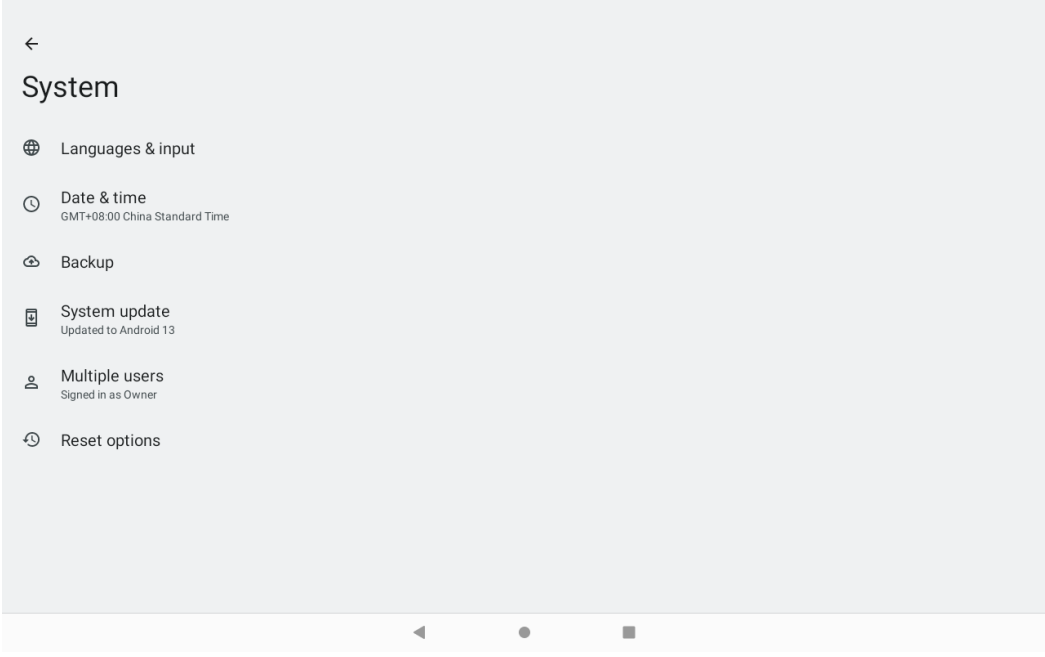 System
Languages & input
Date & time
GMT+08:00 China Standard Time
Backup
System update
Updated to Android 13
Multiple users
Signed in as Owner
Reset options